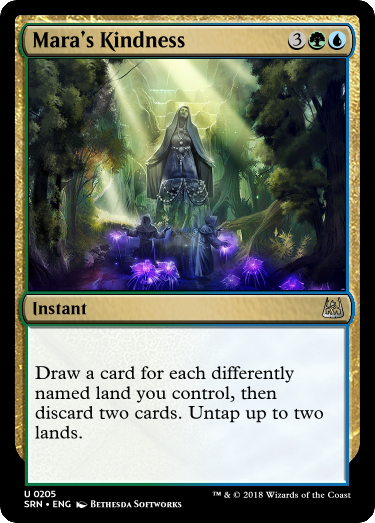 Mara's Kindness 3
Instant
Draw a card for each differently
named land you control, then
discard two cards. Untap up to two
lands.
U 0205
SRN • ENG Bethesda Softworks
™ & © 2018 Wizards of the Coast